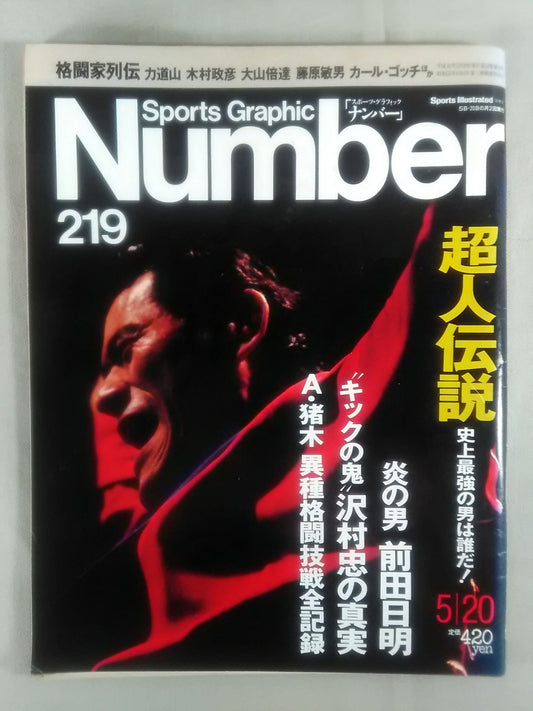 格闘家列伝 力道山 木村政彦 大山倍達 藤原敏男 カール・ゴッチほか
Sports Graphic
スポーツ・グラフィック
「ナンバー」
Sports Illustrated
Number
219
超人伝説
史上最強の男は誰だ!
炎の男 前田日明
"キックの鬼"沢村忠の真実
A・猪木 異種格闘技戦全記録
5|20
定価420
yen